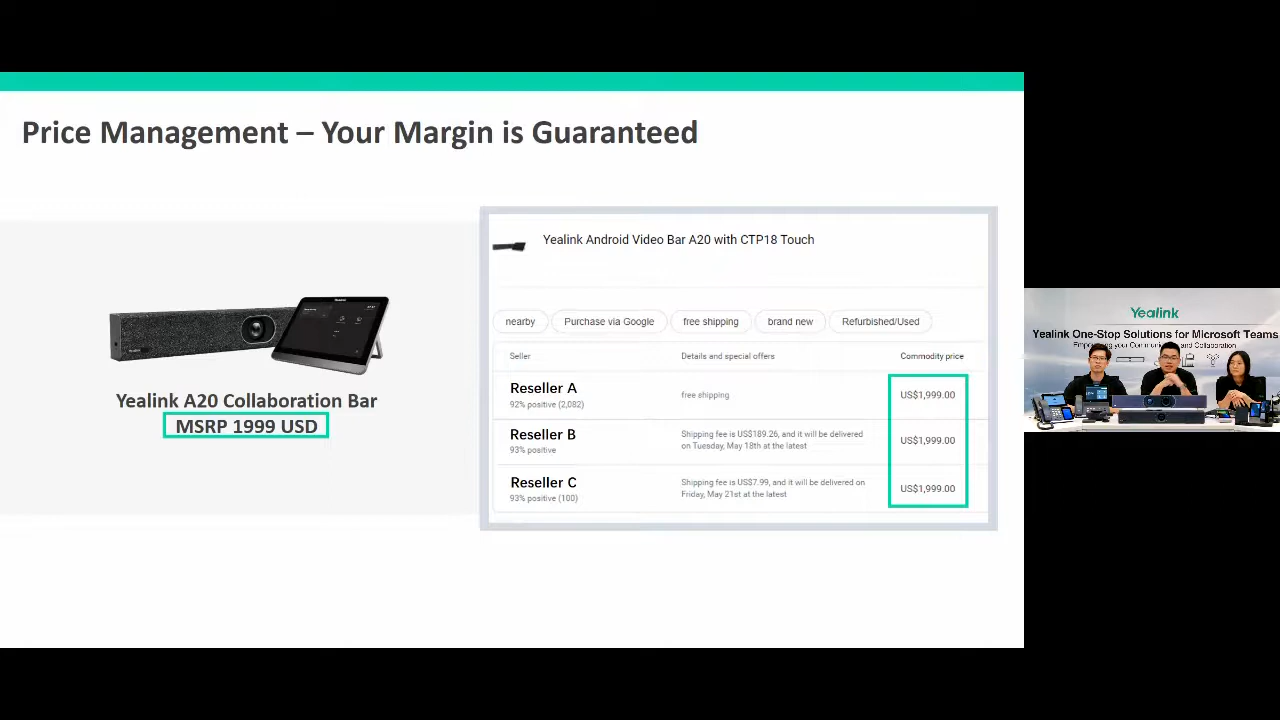 Price Management – Your Margin is Guaranteed
Yealink A20 Collaboration Bar
MSRP 1999 USD
Yealink Android Video Bar A20 with CTP18 Touch
nearby
Purchase via Google
free shipping
brand new
Refurbished/Used
Seller
Details and special offers
Commodity price
Reseller A
92% positive (2,082)
free shipping
US$1,999.00
Reseller B
93% positive
Shipping fee is US$189.26, and it will be delivered
on Tuesday, May 18th at the latest
US$1,999.00
Reseller C
93% positive (100)
Shipping fee is US$7.99, and it will be delivered on
Friday, May 21st at the latest
US$1,999.00
Yealink
Yealink One-Stop Solutions for Microsoft Teams
Empowering your Communication and Collaboration